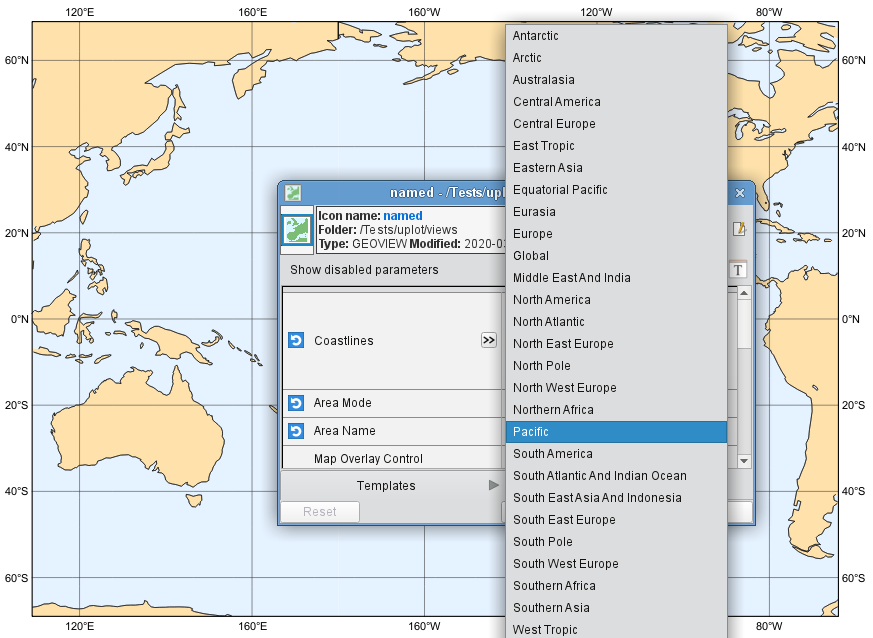 120°E 160°E 160°W 120°W 80°W
60°N 60°N
40°N 40°N
20°N 20°N
0°N 0°N
20°S 20°S
40°S 40°S
60°S 60°S
120°E 160°E 160°W 80°W
named - /Tests/upl
Icon name: named
Folder: /Tests/uplot/views
Type: GEOVIEW Modified: 2020-0
Show disabled parameters
T
Coastlines
Area Mode
Area Name
Map Overlay Control
Templates
Reset
Antarctic
Arctic
Australasia
Central America
Central Europe
East Tropic
Eastern Asia
Equatorial Pacific
Eurasia
Europe
Global
Middle East And India
North America
North Atlantic
North East Europe
North Pole
North West Europe
Northern Africa
Pacific
South America
South Atlantic And Indian Ocean
South East Asia And Indonesia
South East Europe
South Pole
South West Europe
Southern Africa
Southern Asia
West Tropic